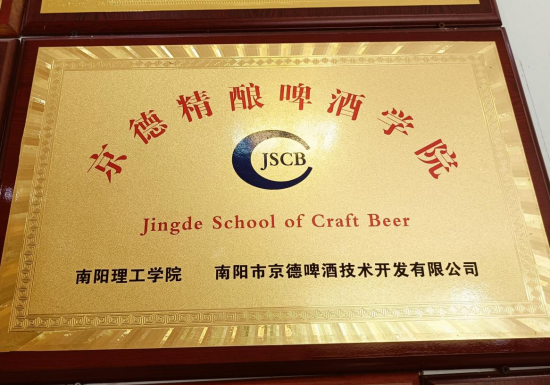 京德精酿啤酒学院
JSCB
Jingde School of Craft Beer
南阳理工学院 南阳市京德啤酒技术开发有限公司